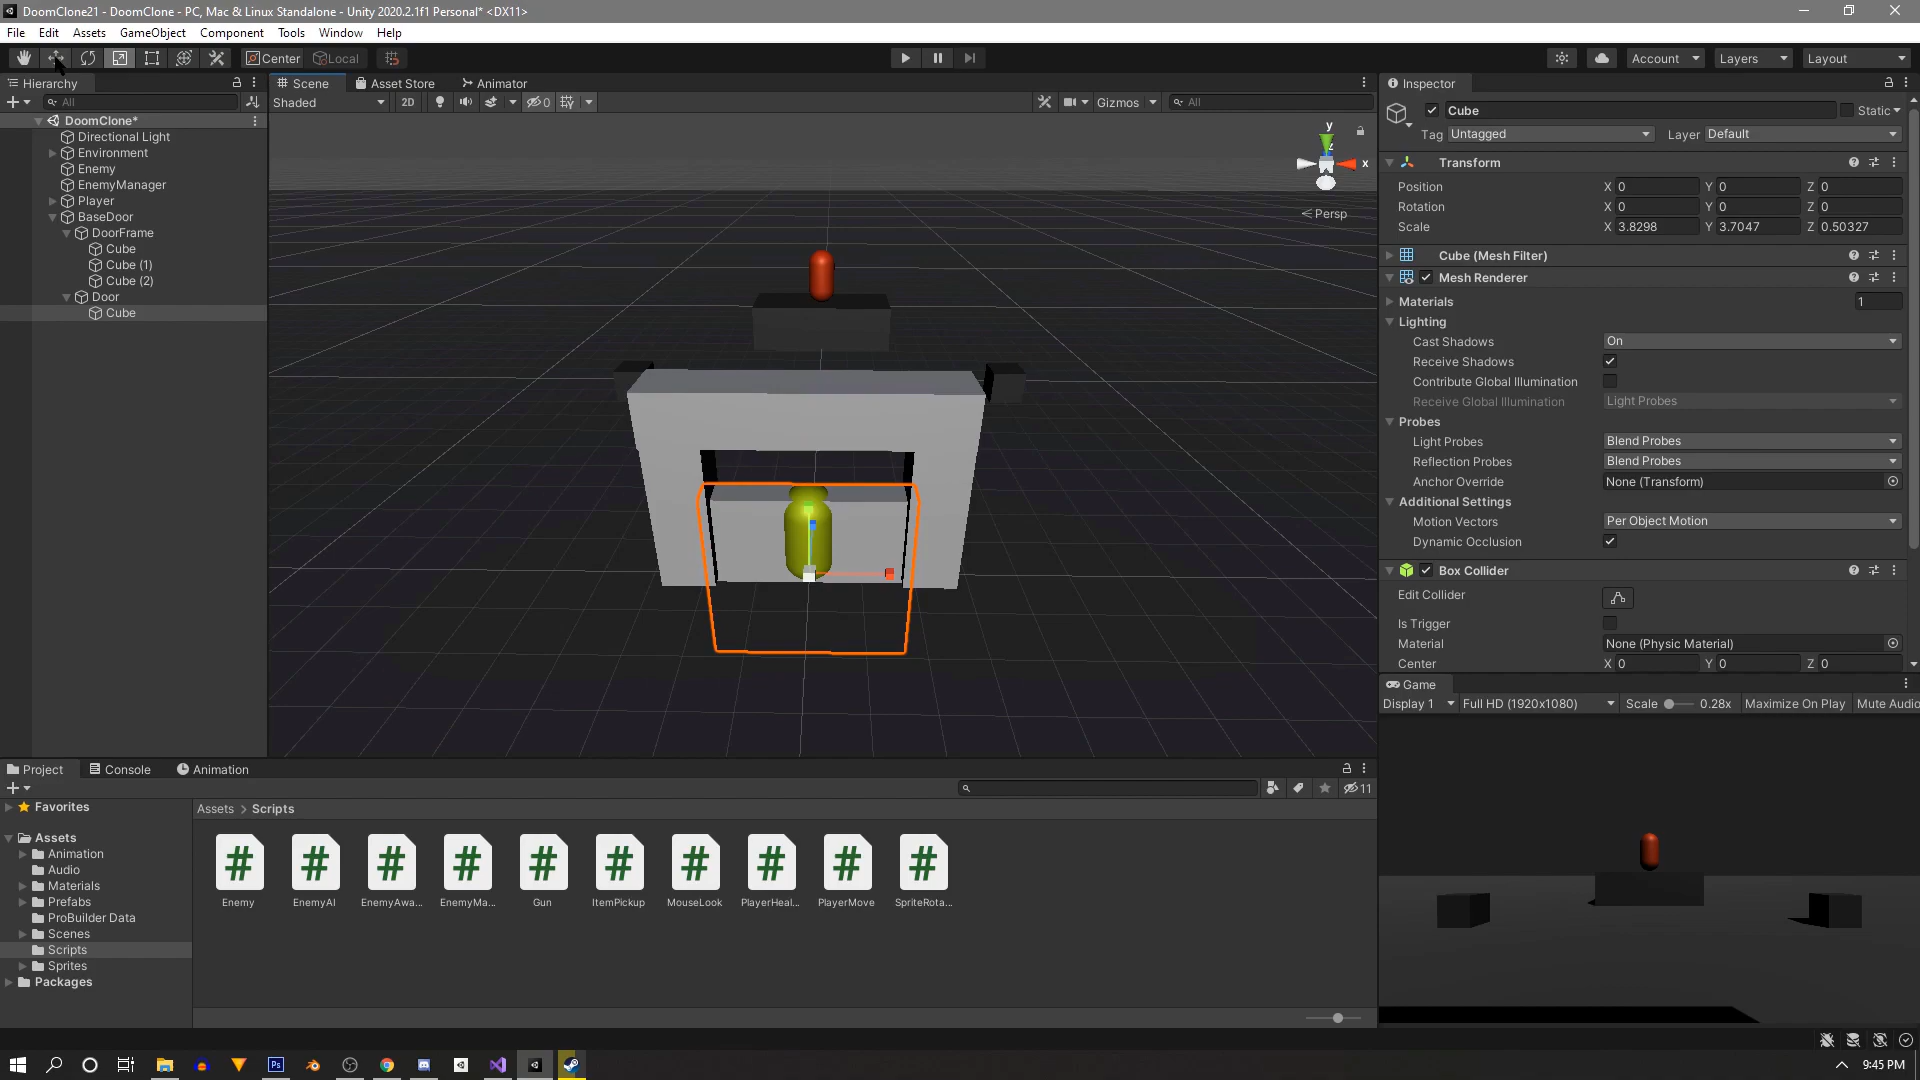 DoomClone21 - DoomClone - PC, Mac & Linux Standalone - Unity 2020.2.1f1 Personal* <DX11>
File Edit Assets GameObject Component Tools Window Help
Center Local
Account Layers Layout
Hierarchy
All
DoomClone*
Directional Light
Environment
Enemy
EnemyManager
Player
BaseDoor
DoorFrame
Cube
Cube (1)
Cube (2)
Door
Cube
Scene Asset Store Animator
Shaded 2D 0 Gizmos All
y
z
x
Persp
Inspector
Cube Static
Tag Untagged Layer Default
Transform
Position X 0 Y 0 Z 0
Rotation X 0 Y 0 Z 0
Scale X 3.8298 Y 3.7047 Z 0.50327
Cube (Mesh Filter)
Mesh Renderer
Materials 1
Lighting
Cast Shadows On
Receive Shadows
Contribute Global Illumination
Receive Global Illumination Light Probes
Probes
Light Probes Blend Probes
Reflection Probes Blend Probes
Anchor Override None (Transform)
Additional Settings
Motion Vectors Per Object Motion
Dynamic Occlusion
Box Collider
Edit Collider
Is Trigger
Material None (Physic Material)
Center X 0 Y 0 Z 0
Game
Display 1 Full HD (1920x1080) Scale 0.28x Maximize On Play Mute Audio
Project Console Animation
11
Favorites
Assets
Animation
Audio
Materials
Prefabs
ProBuilder Data
Scenes
Scripts
Sprites
Packages
Assets > Scripts
# # # # # # # # # #
Enemy EnemyAI EnemyAwa... EnemyMa... Gun ItemPickup MouseLook PlayerHeal... PlayerMove SpriteRota...
Ps
9:45 PM